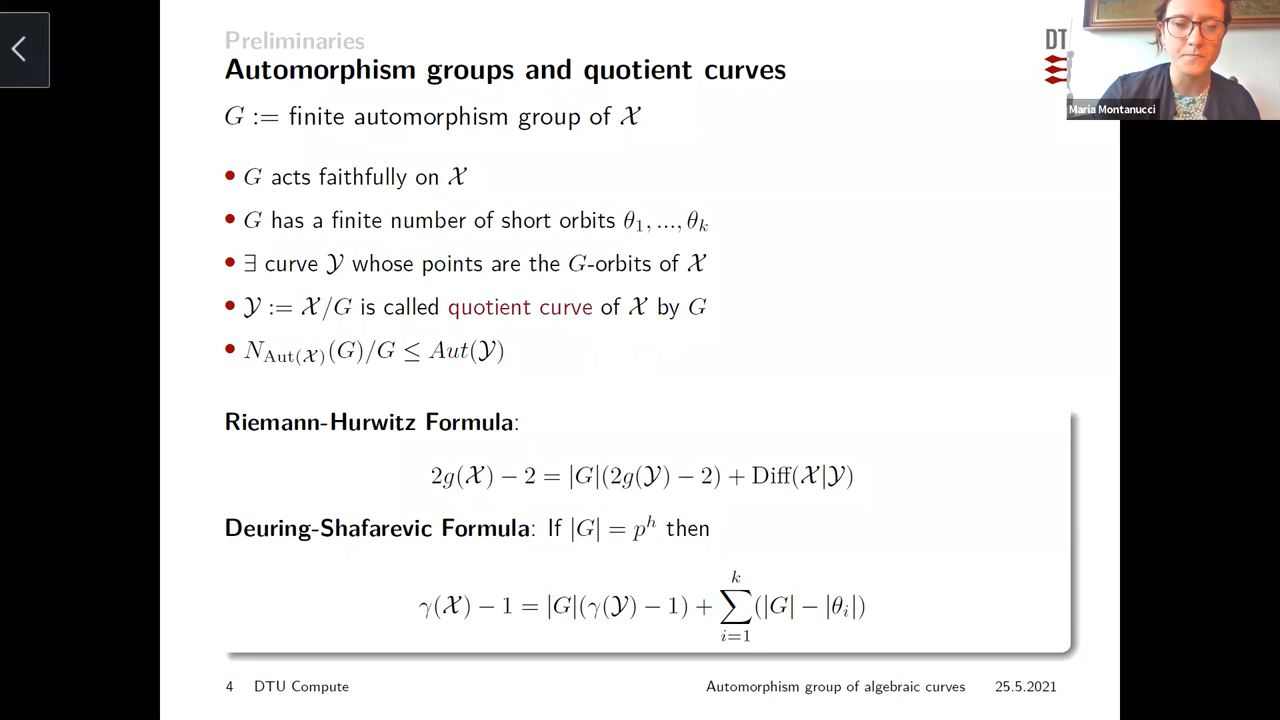 Preliminaries
Automorphism groups and quotient curves
DT
Maria Montanucci
G := finite automorphism group of 𝒳
• G acts faithfully on 𝒳
• G has a finite number of short orbits θ₁, ..., θₖ
• ∃ curve 𝒴 whose points are the G-orbits of 𝒳
• 𝒴 := 𝒳/G is called quotient curve of 𝒳 by G
• N_{Aut(𝒳)}(G)/G ≤ Aut(𝒴)
Riemann-Hurwitz Formula:
2g(𝒳) − 2 = |G|(2g(𝒴) − 2) + Diff(𝒳|𝒴)
Deuring-Shafarevic Formula: If |G| = pʰ then
γ(𝒳) − 1 = |G|(γ(𝒴) − 1) + ∑_{i=1}^{k} (|G| − |θᵢ|)
4 DTU Compute Automorphism group of algebraic curves 25.5.2021